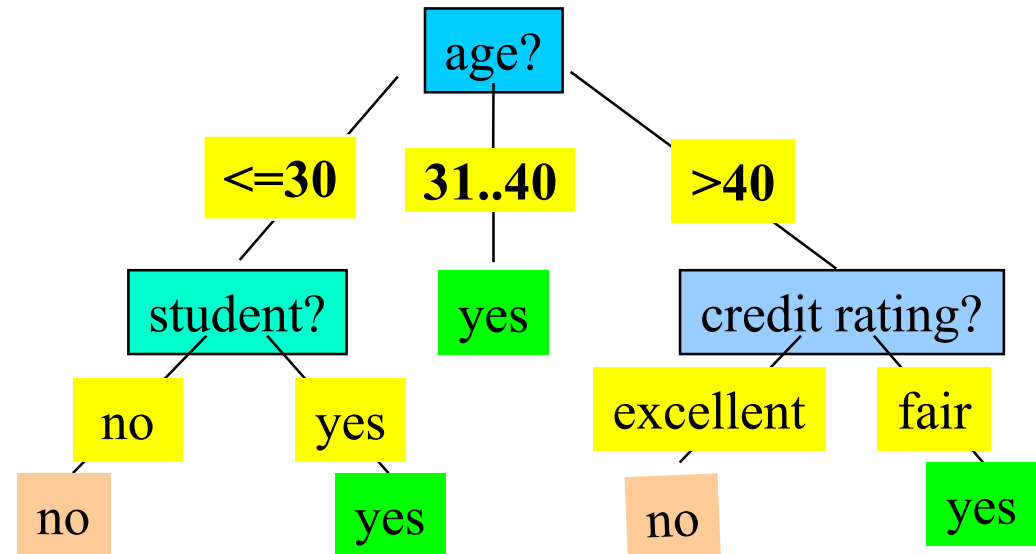 age?
<=30
31..40
>40
student?
yes
credit rating?
no
yes
excellent
fair
no
yes
no
yes